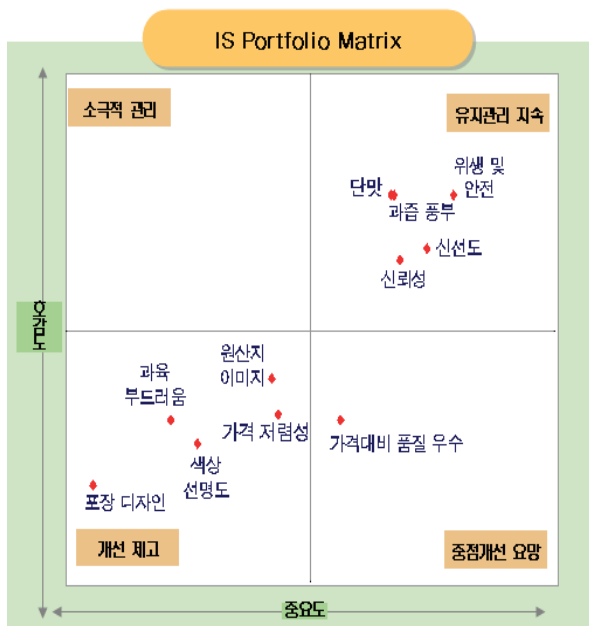 IS Portfolio Matrix
소극적 관리
유지관리 지속
위생 및
안전
단맛
과즙 풍부
신선도
신뢰성
호감도
원산지
이미지
과육
부드러움
가격 저렴성
가격대비 품질 우수
색상
선명도
포장 디자인
개선 제고
중점개선 요망
중요도